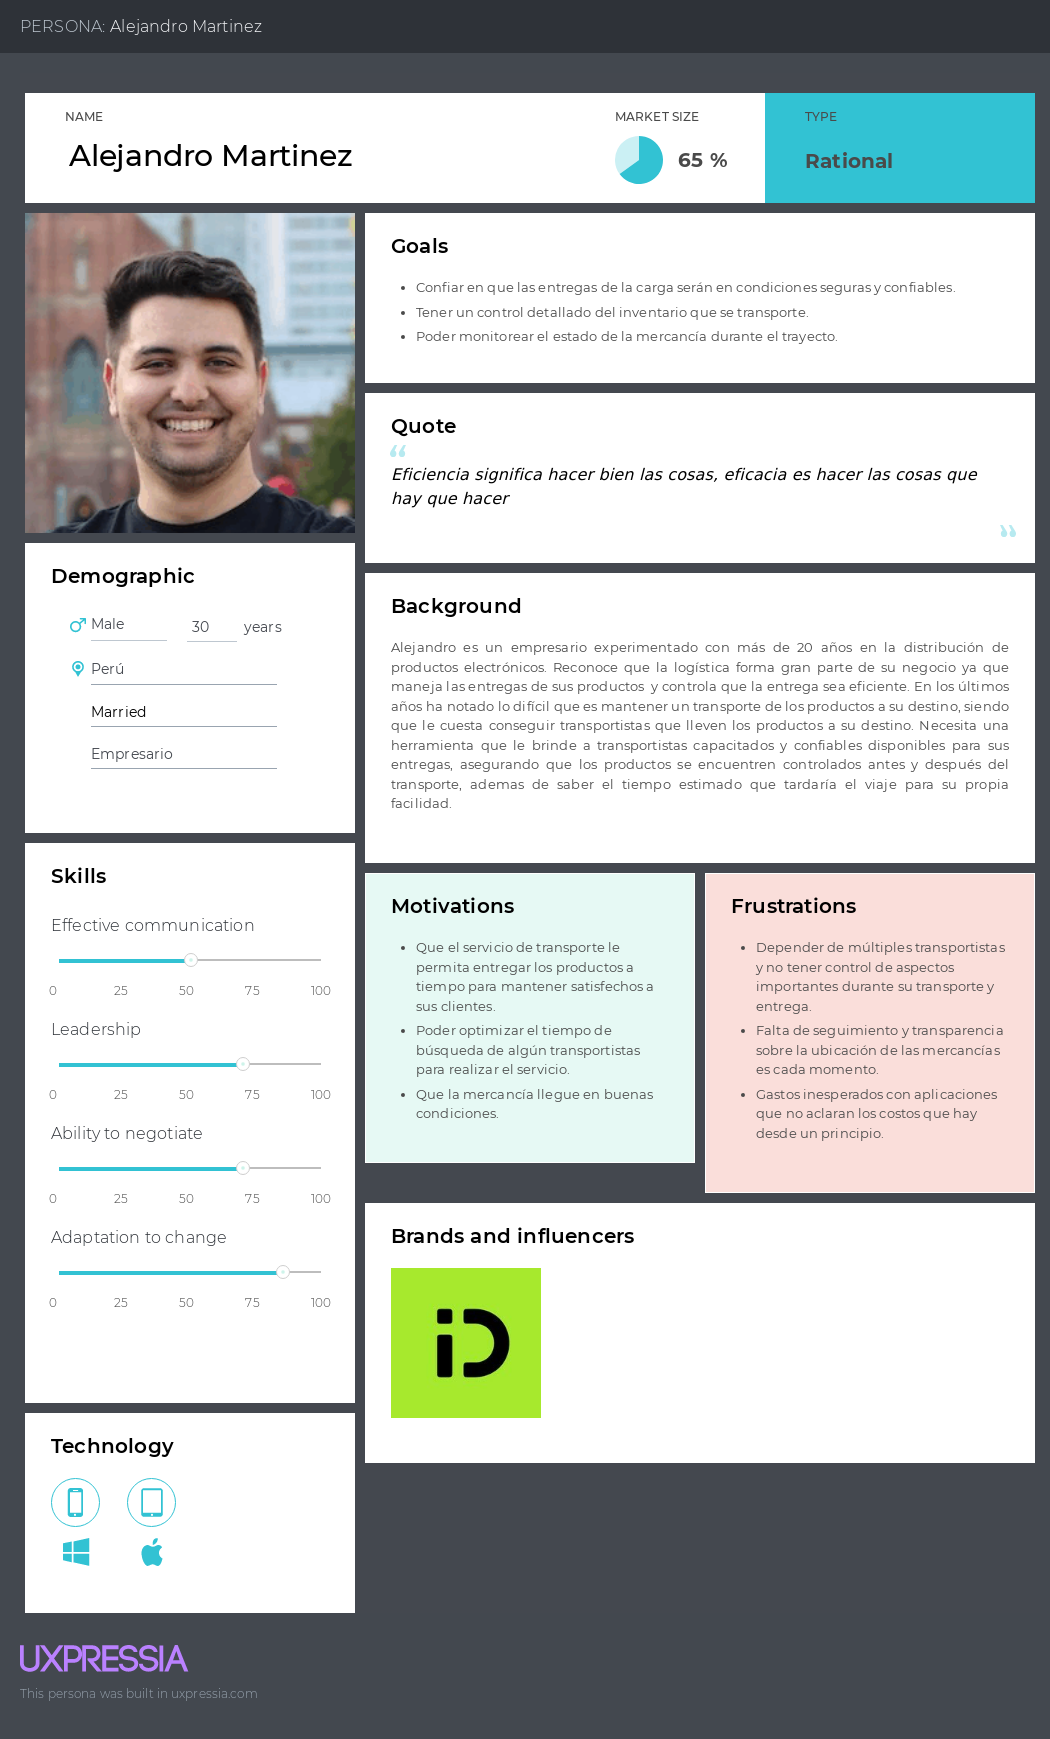 PERSONA: Alejandro Martinez
NAME
Alejandro Martinez
MARKET SIZE
65 %
TYPE
Rational
Goals
• Confiar en que las entregas de la carga serán en condiciones seguras y confiables.
• Tener un control detallado del inventario que se transporte.
• Poder monitorear el estado de la mercancía durante el trayecto.
Quote
“
Eficiencia significa hacer bien las cosas, eficacia es hacer las cosas que
hay que hacer
”
Demographic
Male
30 years
Perú
Married
Empresario
Background
Alejandro es un empresario experimentado con más de 20 años en la distribución de
productos electrónicos. Reconoce que la logística forma gran parte de su negocio ya que
maneja las entregas de sus productos y controla que la entrega sea eficiente. En los últimos
años ha notado lo difícil que es mantener un transporte de los productos a su destino, siendo
que le cuesta conseguir transportistas que lleven los productos a su destino. Necesita una
herramienta que le brinde a transportistas capacitados y confiables disponibles para sus
entregas, asegurando que los productos se encuentren controlados antes y después del
transporte, ademas de saber el tiempo estimado que tardaría el viaje para su propia
facilidad.
Skills
Effective communication
0 25 50 75 100
Leadership
0 25 50 75 100
Ability to negotiate
0 25 50 75 100
Adaptation to change
0 25 50 75 100
Motivations
• Que el servicio de transporte le
permita entregar los productos a
tiempo para mantener satisfechos a
sus clientes.
• Poder optimizar el tiempo de
búsqueda de algún transportistas
para realizar el servicio.
• Que la mercancía llegue en buenas
condiciones.
Frustrations
• Depender de múltiples transportistas
y no tener control de aspectos
importantes durante su transporte y
entrega.
• Falta de seguimiento y transparencia
sobre la ubicación de las mercancías
es cada momento.
• Gastos inesperados con aplicaciones
que no aclaran los costos que hay
desde un principio.
Brands and influencers
iD
Technology
UXPRESSIA
This persona was built in uxpressia.com